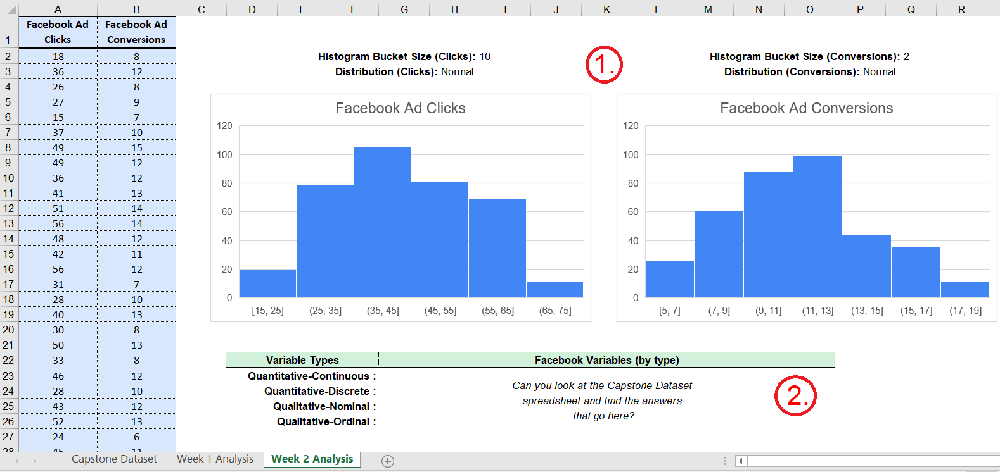 A B C D E F G H I J K L M N O P Q R
1 Facebook Ad Clicks Facebook Ad Conversions
2 18 8
3 36 12
4 26 8
5 27 9
6 15 7
7 37 10
8 49 15
9 49 12
10 36 12
11 41 13
12 51 14
13 56 14
14 48 12
15 42 11
16 56 12
17 31 7
18 28 10
19 40 13
20 30 8
21 50 13
22 33 8
23 46 12
24 28 10
25 43 12
26 52 13
27 24 6
28 45 11
Histogram Bucket Size (Clicks): 10
Distribution (Clicks): Normal
1.
Histogram Bucket Size (Conversions): 2
Distribution (Conversions): Normal
Facebook Ad Clicks
120
100
80
60
40
20
0
[15, 25] (25, 35] (35, 45] (45, 55] (55, 65] (65, 75]
Facebook Ad Conversions
120
100
80
60
40
20
0
[5, 7] (7, 9] (9, 11] (11, 13] (13, 15] (15, 17] (17, 19]
Variable Types Facebook Variables (by type)
Quantitative-Continuous :
Quantitative-Discrete :
Qualitative-Nominal :
Qualitative-Ordinal :
Can you look at the Capstone Dataset
spreadsheet and find the answers
that go here?
2.
Capstone Dataset Week 1 Analysis Week 2 Analysis